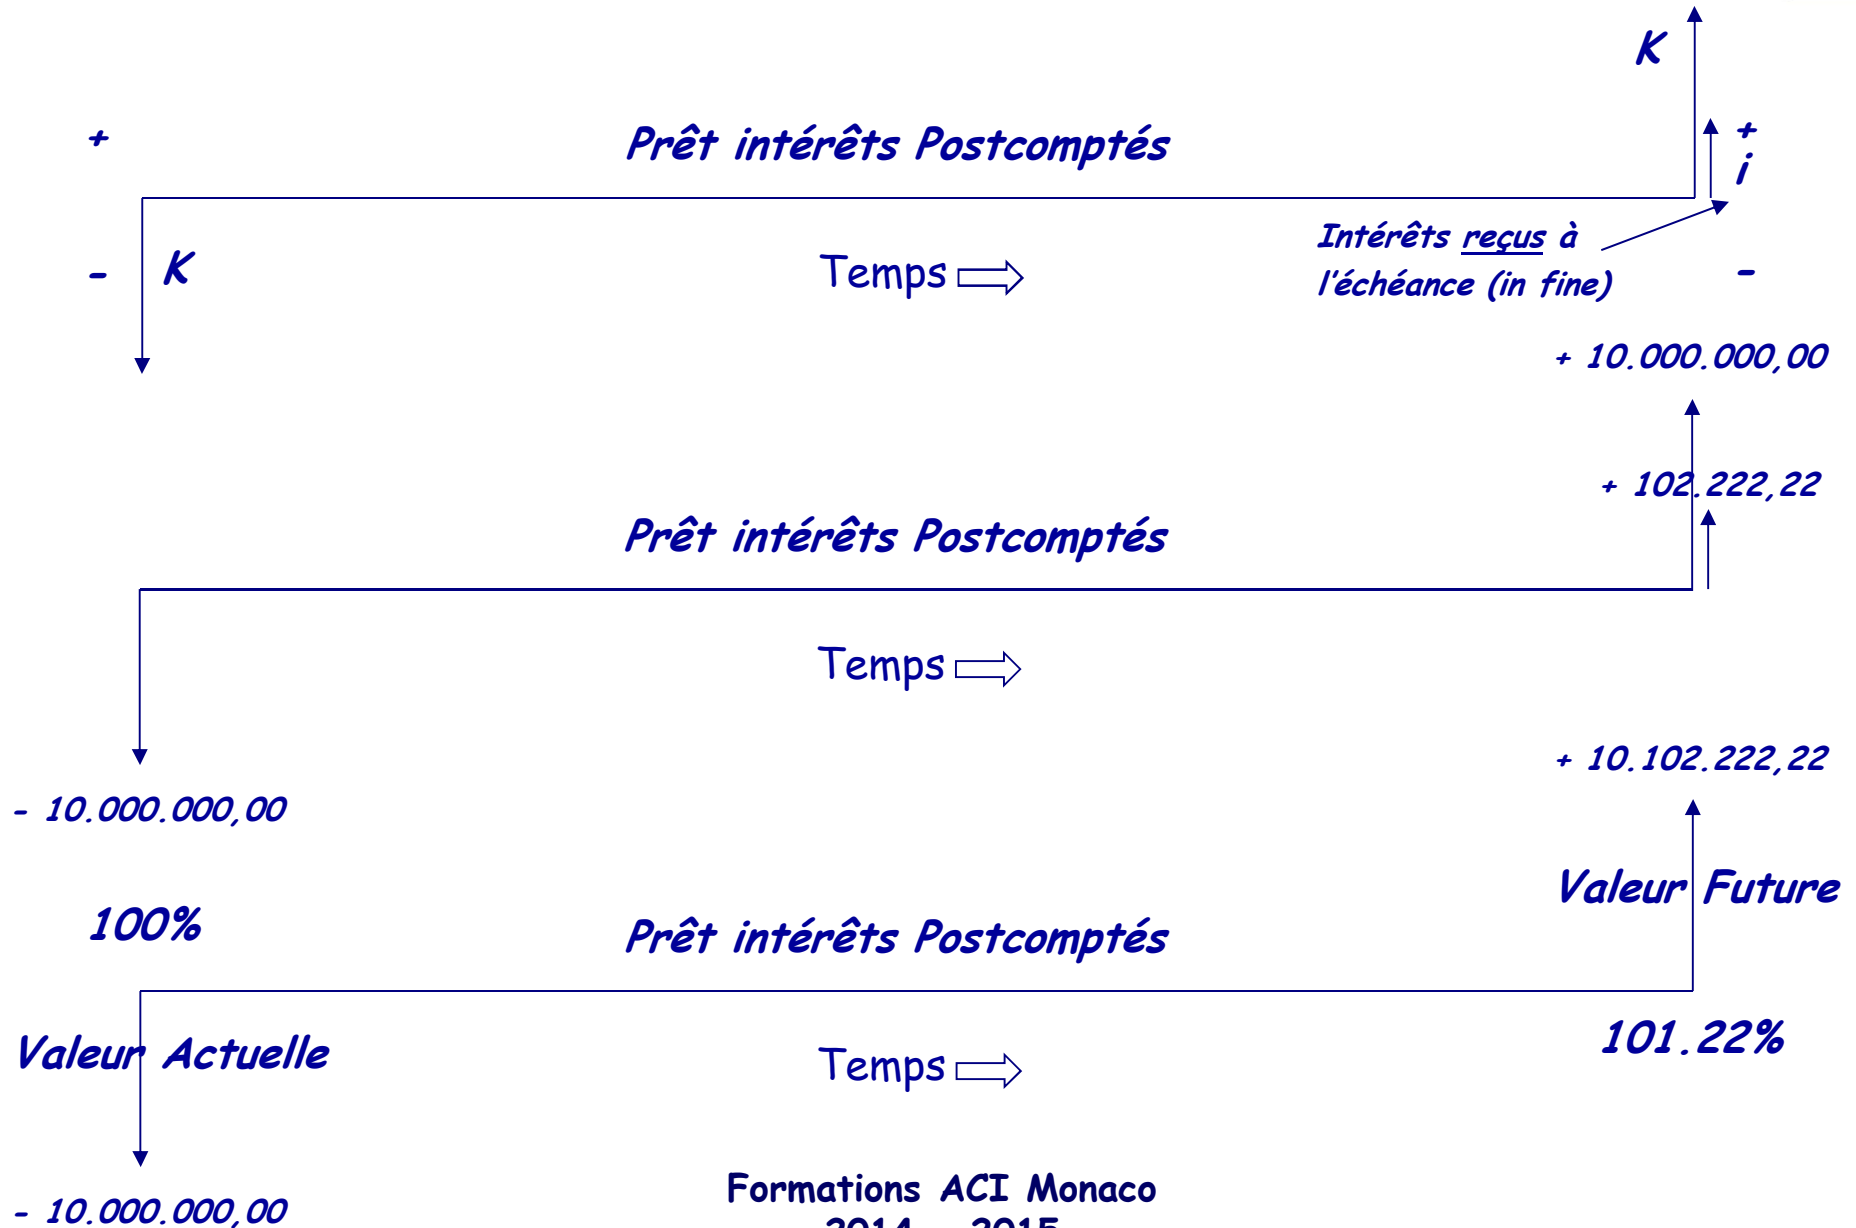 K
+
Prêt intérêts Postcomptés
+
i
- K
Temps
Intérêts reçus à
l'échéance (in fine)
-
+ 10.000.000,00
+ 102.222,22
Prêt intérêts Postcomptés
Temps
+ 10.102.222,22
- 10.000.000,00
Valeur Future
100%
Prêt intérêts Postcomptés
101.22%
Valeur Actuelle
Temps
Formations ACI Monaco
- 10.000.000,00
2014 - 2015